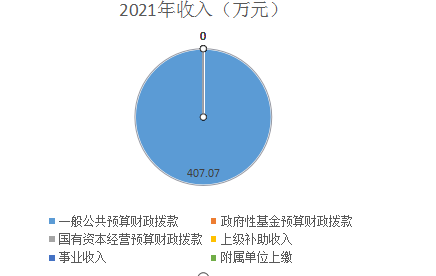 2021年收入（万元）
0
407.07
一般公共预算财政拨款 政府性基金预算财政拨款
国有资本经营预算财政拨款 上级补助收入
事业收入 附属单位上缴